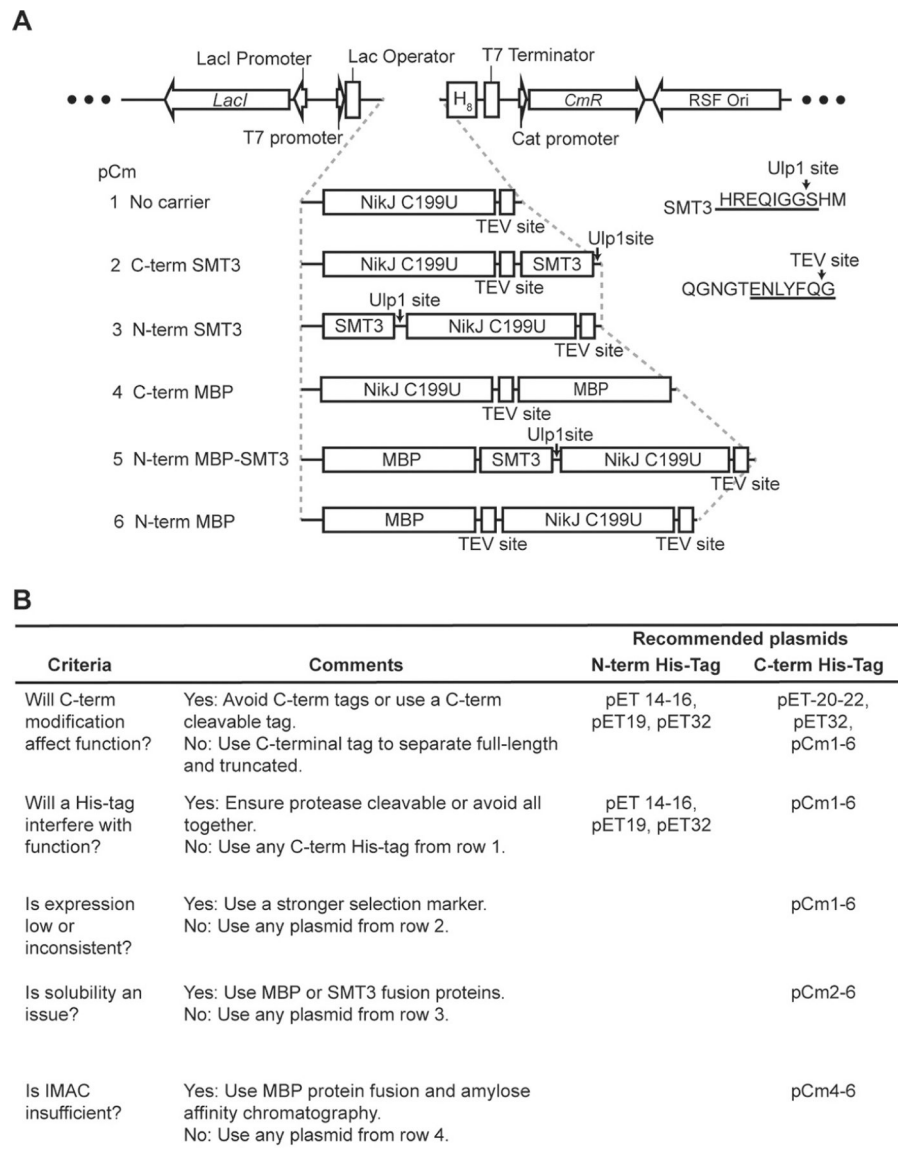 A
LacI Promoter
Lac Operator
T7 Terminator
LacI
H8
CmR
RSF Ori
T7 promoter
Cat promoter
pCm
1 No carrier
NikJ C199U
TEV site
Ulp1 site
SMT3 HREQIGGSHM
2 C-term SMT3
NikJ C199U
SMT3
TEV site
Ulp1site
TEV site
QGNGTENLYFQG
3 N-term SMT3
Ulp1 site
SMT3
NikJ C199U
TEV site
4 C-term MBP
NikJ C199U
MBP
TEV site
5 N-term MBP-SMT3
Ulp1site
MBP
SMT3
NikJ C199U
TEV site
6 N-term MBP
MBP
NikJ C199U
TEV site
TEV site
B
Recommended plasmids
Criteria Comments N-term His-Tag C-term His-Tag
Will C-term Yes: Avoid C-term tags or use a C-term pET 14-16, pET-20-22,
modification cleavable tag. pET19, pET32 pET32,
affect function? No: Use C-terminal tag to separate full-length pCm1-6
and truncated.
Will a His-tag Yes: Ensure protease cleavable or avoid all pET 14-16, pCm1-6
interfere with together. pET19, pET32
function? No: Use any C-term His-tag from row 1.
Is expression Yes: Use a stronger selection marker. pCm1-6
low or No: Use any plasmid from row 2.
inconsistent?
Is solubility an Yes: Use MBP or SMT3 fusion proteins. pCm2-6
issue? No: Use any plasmid from row 3.
Is IMAC Yes: Use MBP protein fusion and amylose pCm4-6
insufficient? affinity chromatography.
No: Use any plasmid from row 4.